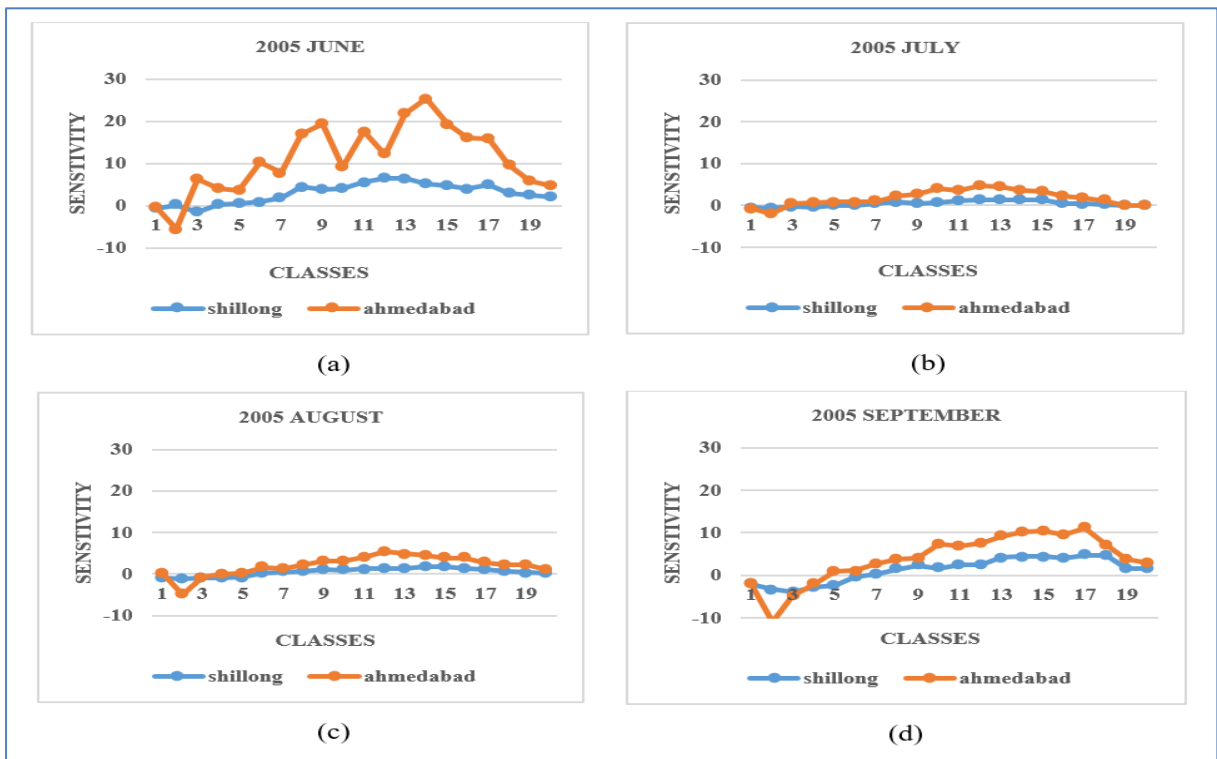 2005 JUNE
30
20
10
0
-10
SENSTIVITY
1 3 5 7 9 11 13 15 17 19
CLASSES
shillong ahmedabad
(a)
2005 JULY
30
20
10
0
-10
SENSTIVITY
1 3 5 7 9 11 13 15 17 19
CLASSES
shillong ahmedabad
(b)
2005 AUGUST
30
20
10
0
-10
SENSTIVITY
1 3 5 7 9 11 13 15 17 19
CLASSES
shillong ahmedabad
(c)
2005 SEPTEMBER
30
20
10
0
-10
SENSTIVITY
1 3 5 7 9 11 13 15 17 19
CLASSES
shillong ahmedabad
(d)